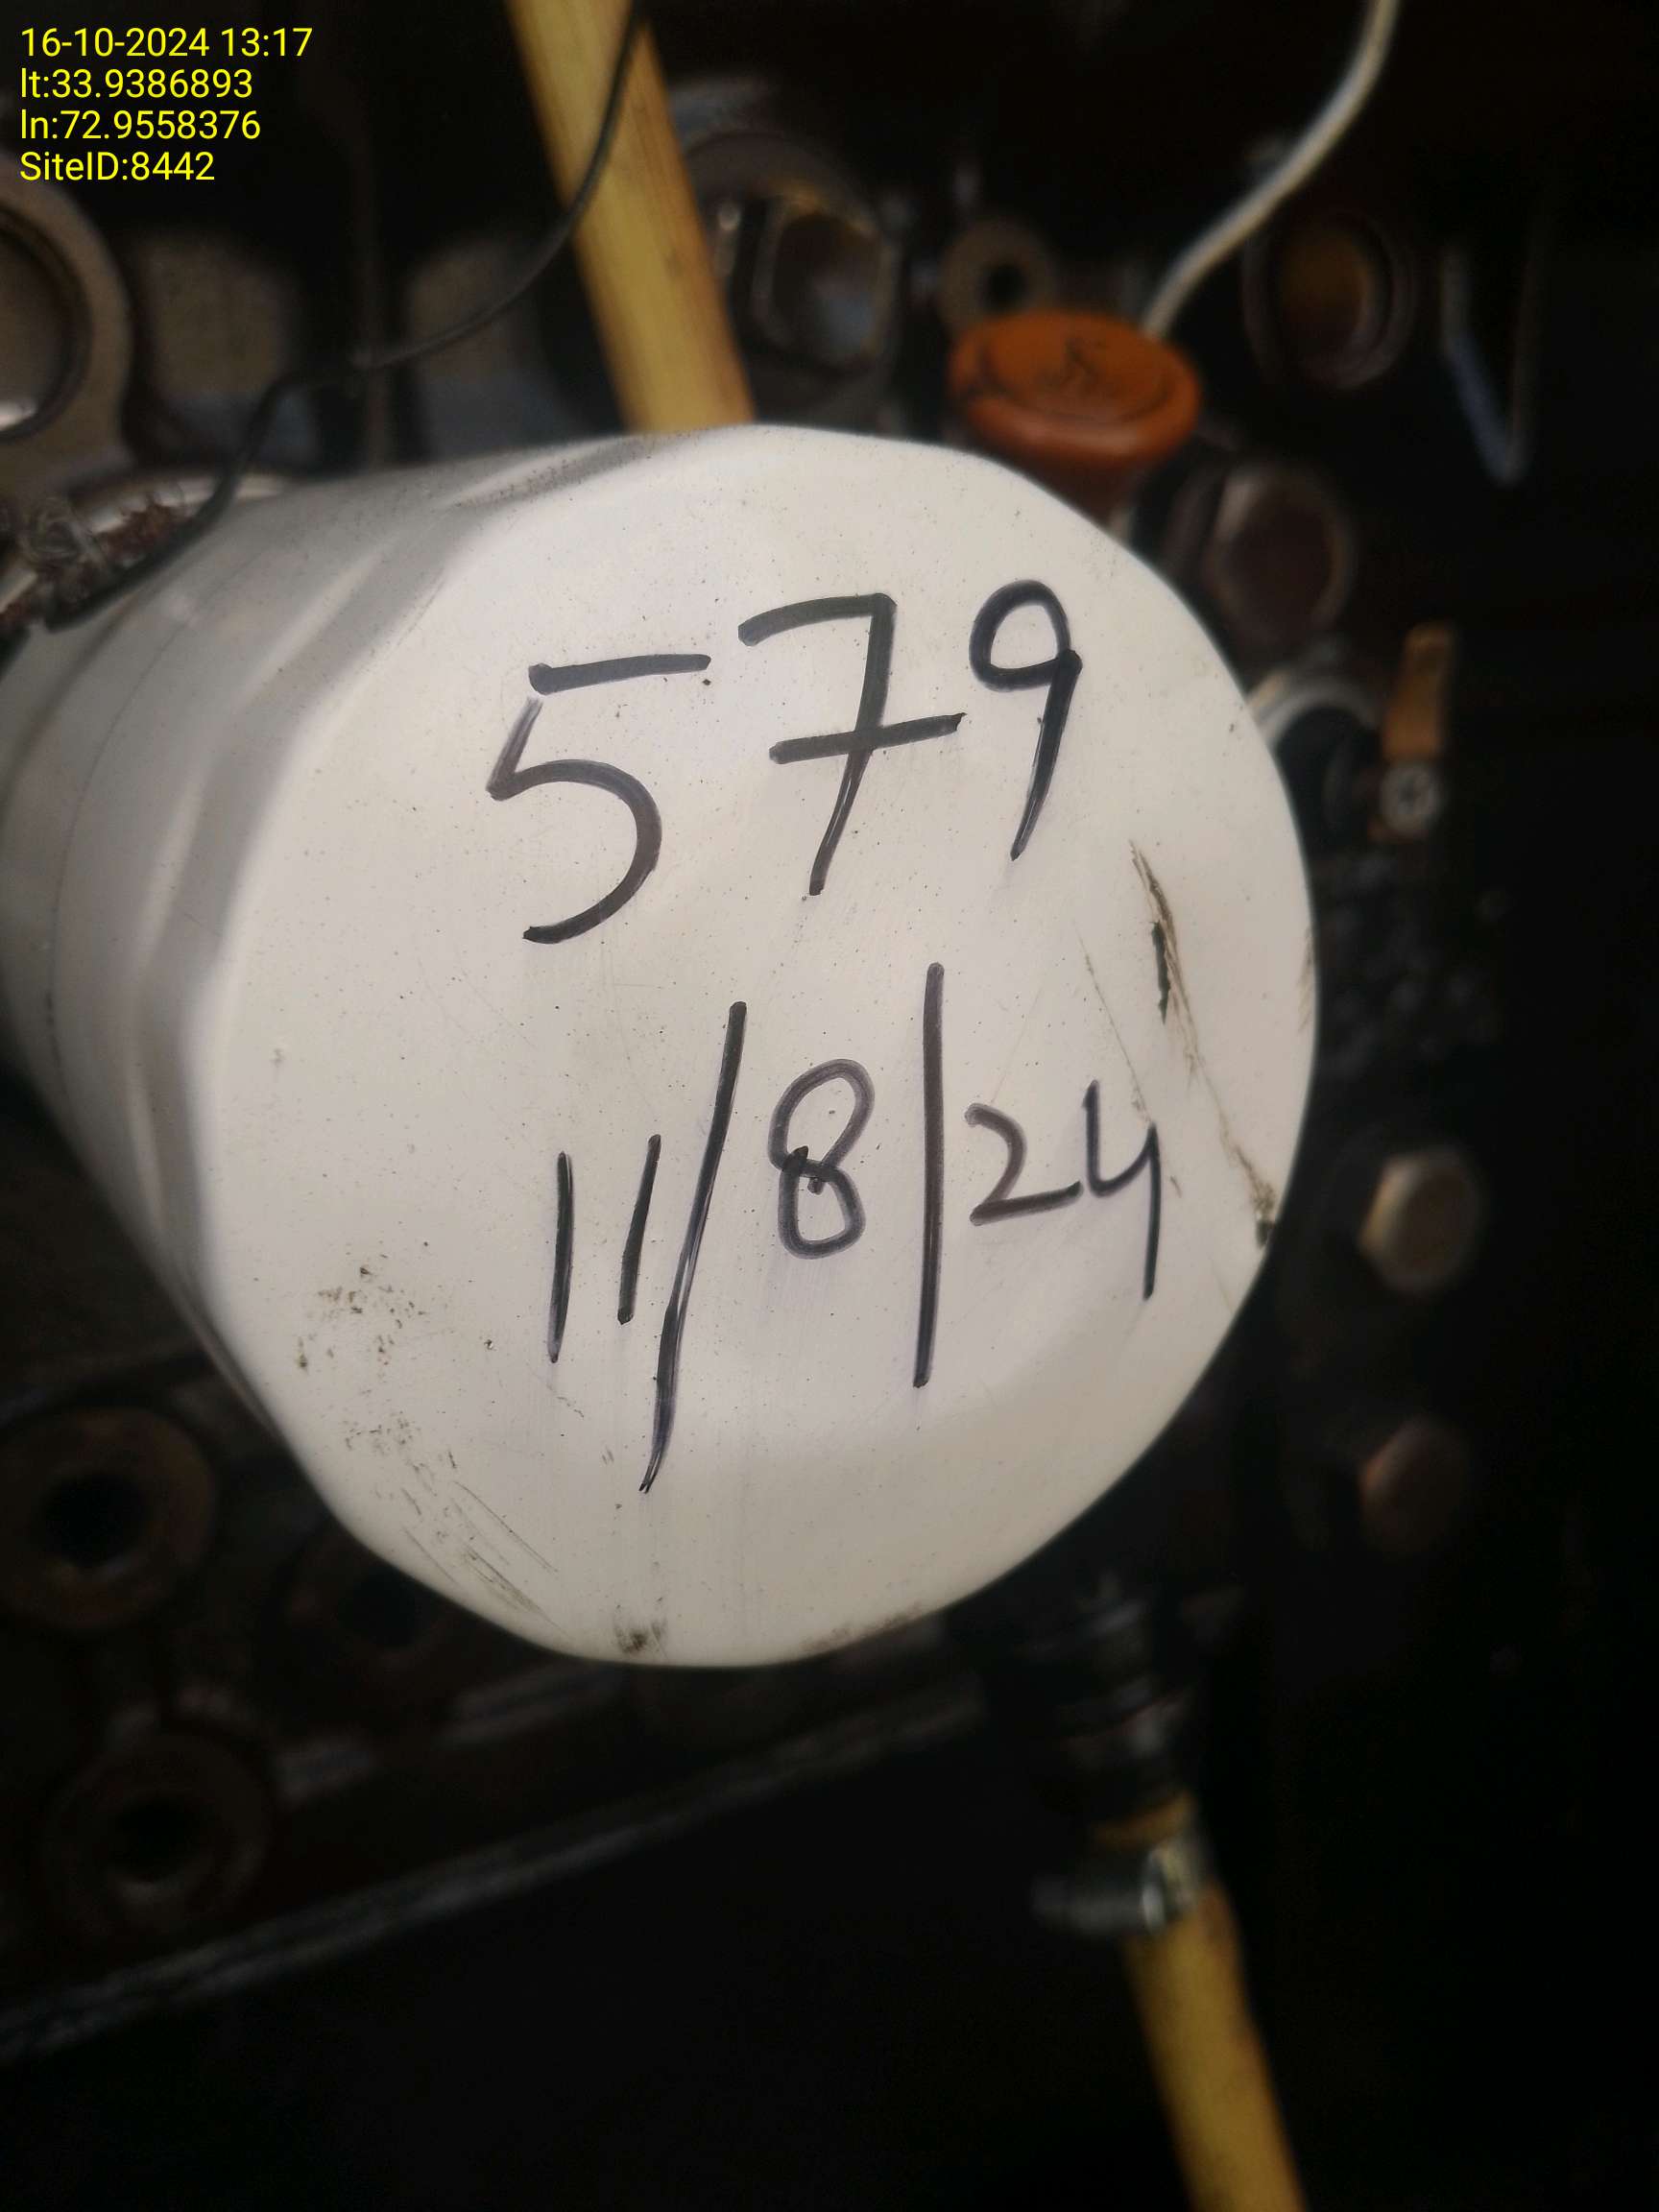 16-10-2024 13:17
lt:33.9386893
ln:72.9558376
SiteID:8442
579
11/8/24